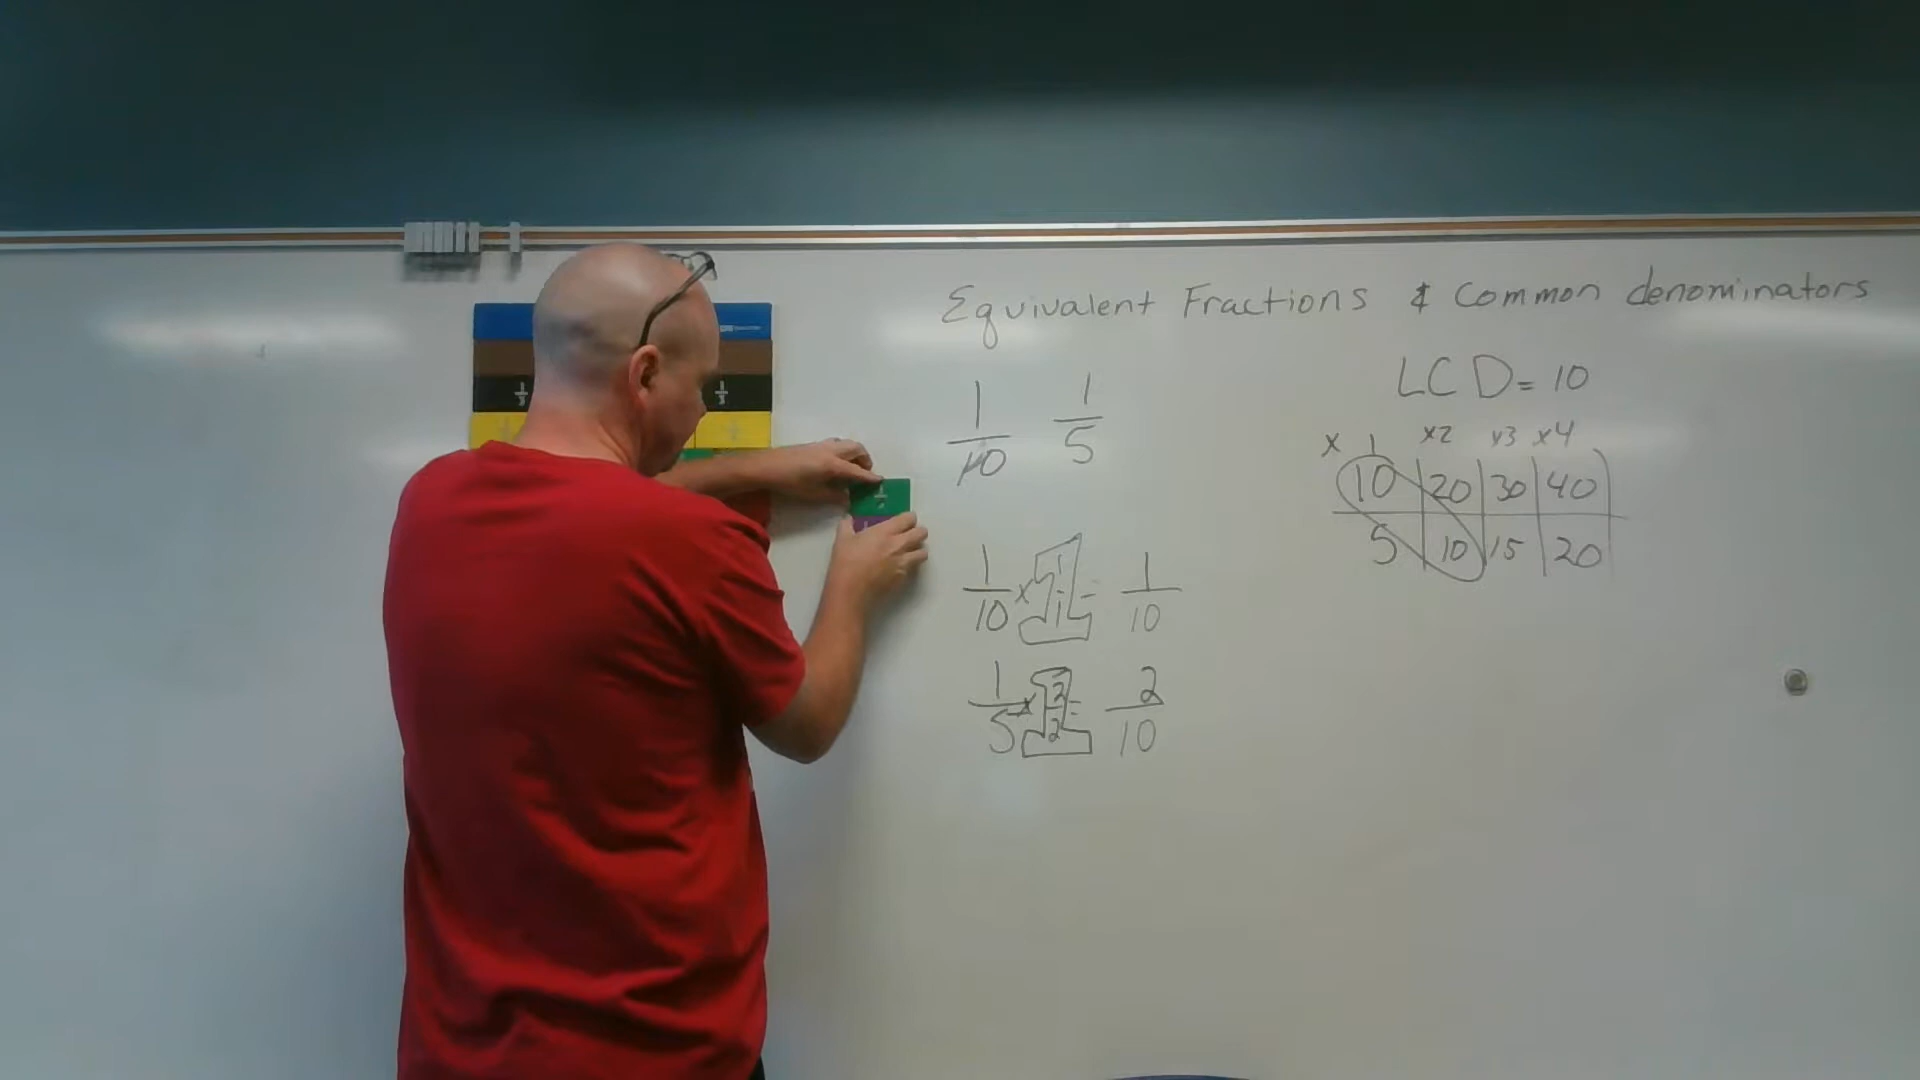 Equivalent Fractions & Common denominators
LCD = 10
1/10 1/5
x 1 x2 x3 x4
10 20 30 40
5 10 15 20
1/10 x 1/1 = 1/10
1/5 x 2/2 = 2/10
1/3 1/3